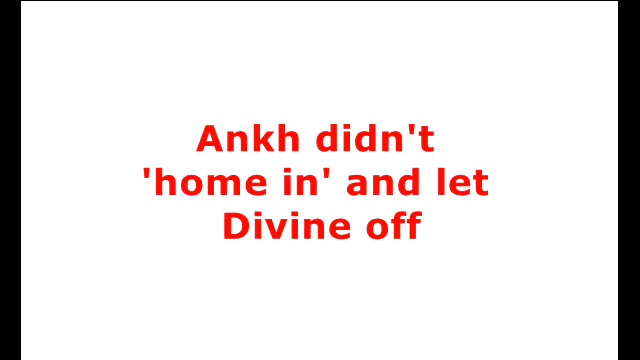 Ankh didn't
'home in' and let
Divine off